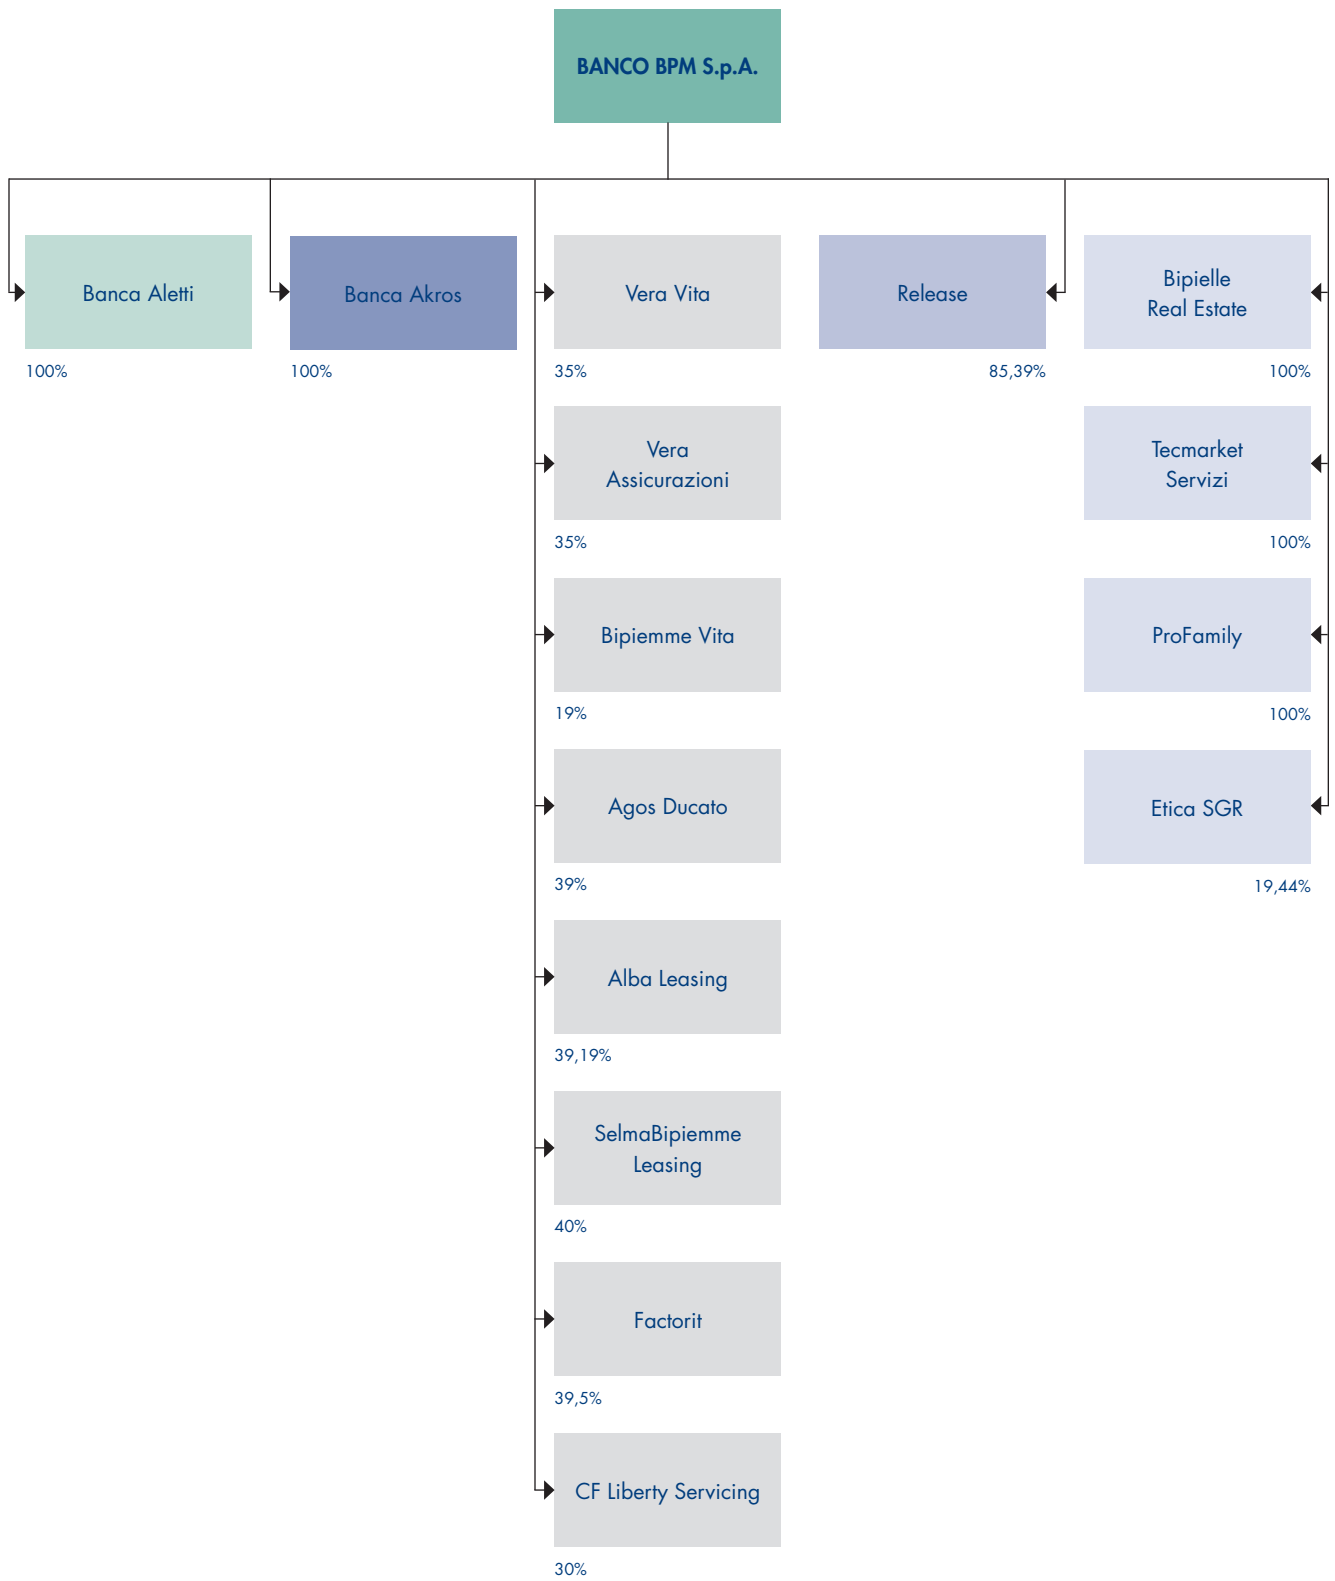 BANCO BPM S.p.A.
Banca Aletti
100%
Banca Akros
100%
Vera Vita
35%
Vera
Assicurazioni
35%
Bipiemme Vita
19%
Agos Ducato
39%
Alba Leasing
39,19%
SelmaBipiemme
Leasing
40%
Factorit
39,5%
CF Liberty Servicing
30%
Release
85,39%
Bipielle
Real Estate
100%
Tecmarket
Servizi
100%
ProFamily
100%
Etica SGR
19,44%